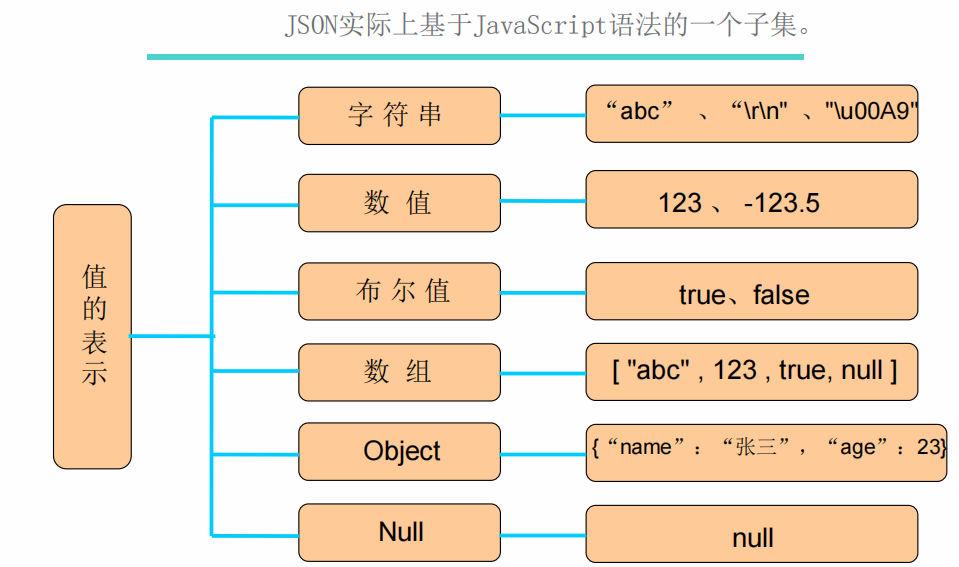 JSON实际上基于JavaScript语法的一个子集。
值的表示
字符串
“abc” 、“\r\n" 、"\u00A9"
数值
123 、 -123.5
布尔值
true、false
数组
[ "abc" , 123 , true, null ]
Object
{“name”：“张三”，“age”：23}
Null
null